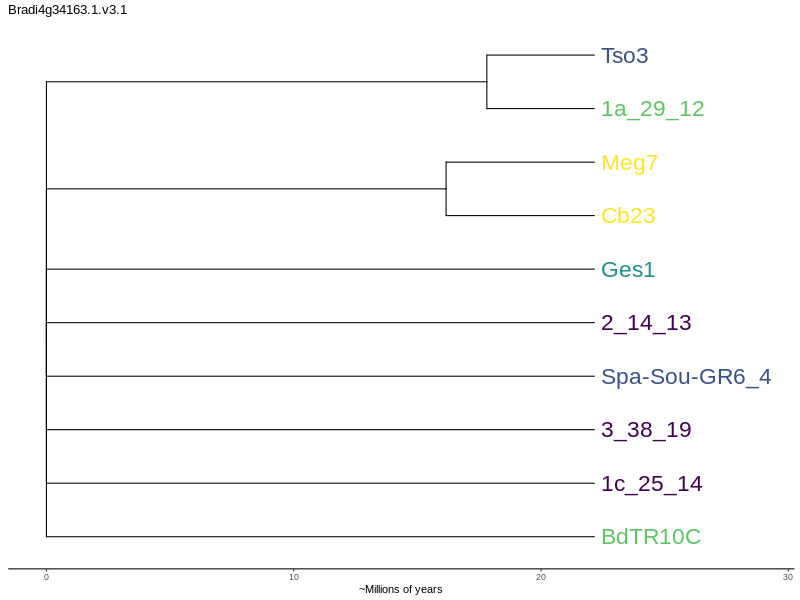 Bradi4g34163.1.v3.1
Tso3
1a_29_12
Meg7
Cb23
Ges1
2_14_13
Spa-Sou-GR6_4
3_38_19
1c_25_14
BdTR10C
0 10 20 30
~Millions of years